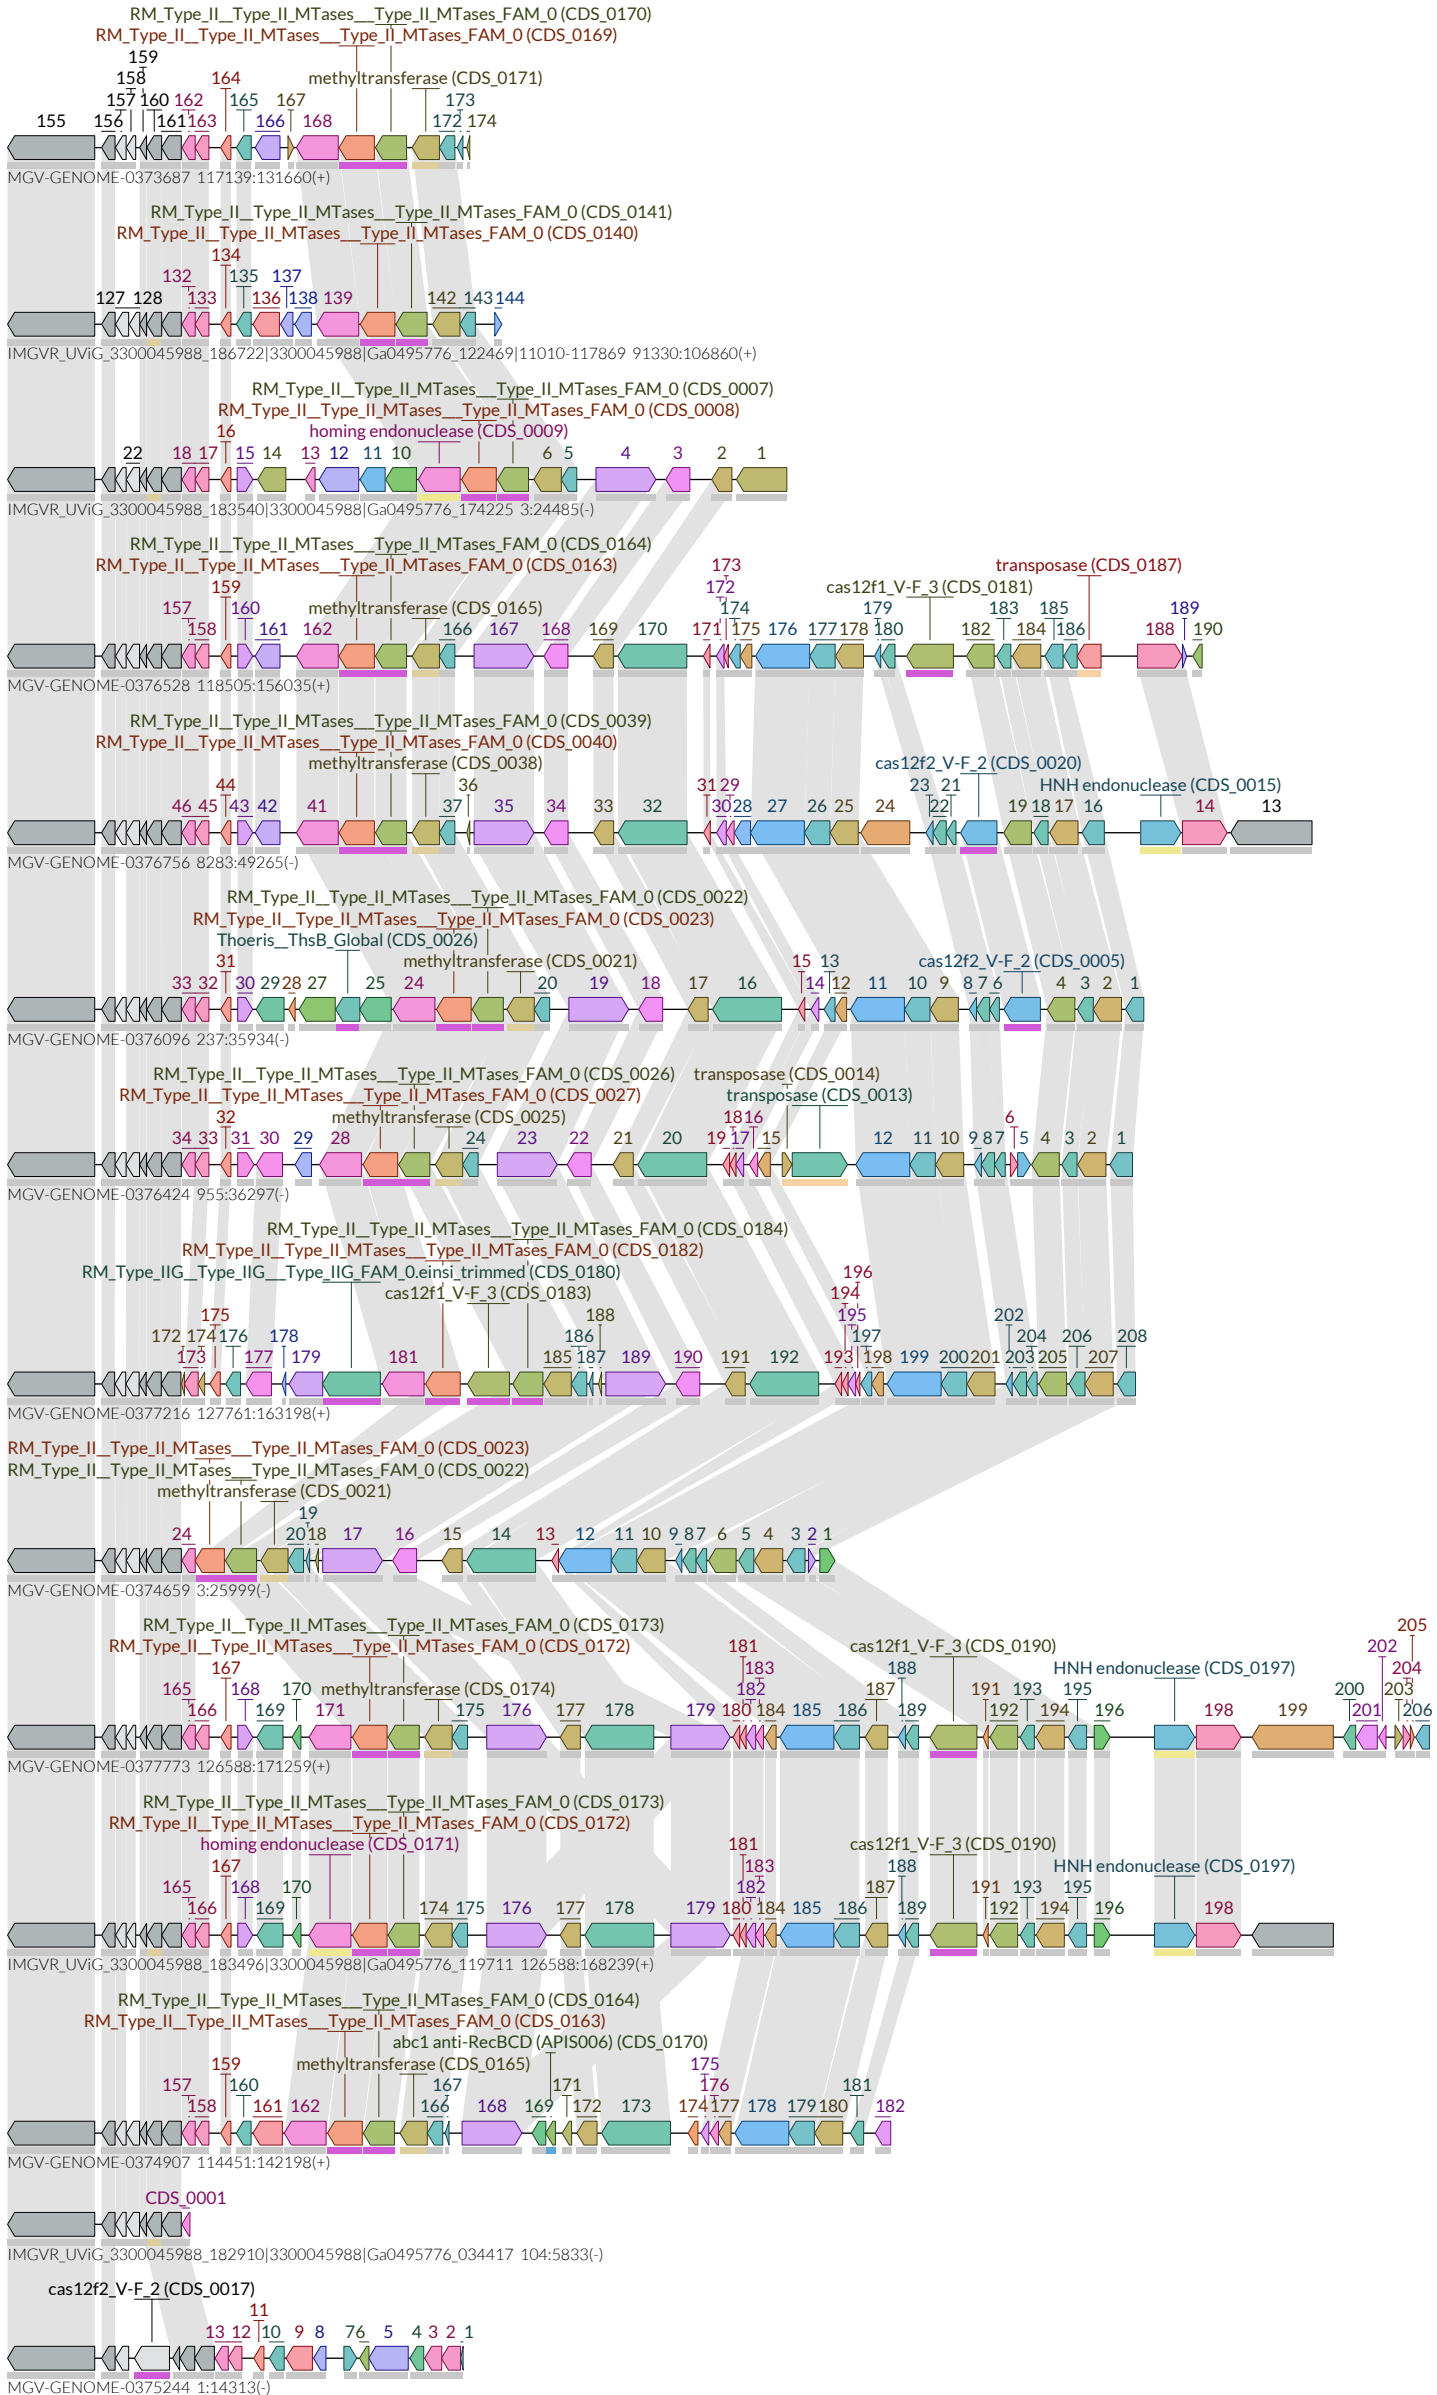 RM_Type_II__Type_II_MTases___Type_II_MTases_FAM_0 (CDS_0170)
RM_Type_II__Type_II_MTases___Type_II_MTases_FAM_0 (CDS_0169)
159
158 164 methyltransferase (CDS_0171)
157 160 162 165 167 173
155 156 161 163 166 168 172 174
MGV-GENOME-0373687 117139:131660(+)
RM_Type_II__Type_II_MTases___Type_II_MTases_FAM_0 (CDS_0141)
RM_Type_II__Type_II_MTases___Type_II_MTases_FAM_0 (CDS_0140)
134
132 135 137
127 128 133 136 138 139 142 143 144
IMGVR_UViG_3300045988_186722|3300045988|Ga0495776_122469|11010-117869 91330:106860(+)
RM_Type_II__Type_II_MTases___Type_II_MTases_FAM_0 (CDS_0007)
RM_Type_II__Type_II_MTases___Type_II_MTases_FAM_0 (CDS_0008)
16 homing endonuclease (CDS_0009)
22 18 17 15 14 13 12 11 10 6 5 4 3 2 1
IMGVR_UViG_3300045988_183540|3300045988|Ga0495776_174225 3:24485(-)
RM_Type_II__Type_II_MTases___Type_II_MTases_FAM_0 (CDS_0164)
RM_Type_II__Type_II_MTases___Type_II_MTases_FAM_0 (CDS_0163) 173 transposase (CDS_0187)
159 172 cas12f1_V-F_3 (CDS_0181)
157 160 methyltransferase (CDS_0165) 174 179 183 185 189
158 161 162 166 167 168 169 170 171 175 176 177 178 180 182 184 186 188 190
MGV-GENOME-0376528 118505:156035(+)
RM_Type_II__Type_II_MTases___Type_II_MTases_FAM_0 (CDS_0039)
RM_Type_II__Type_II_MTases___Type_II_MTases_FAM_0 (CDS_0040)
methyltransferase (CDS_0038) cas12f2_V-F_2 (CDS_0020)
44 36 31 29 23 21 HNH endonuclease (CDS_0015)
46 45 43 42 41 37 35 34 33 32 30 28 27 26 25 24 22 19 18 17 16 14 13
MGV-GENOME-0376756 8283:49265(-)
RM_Type_II__Type_II_MTases___Type_II_MTases_FAM_0 (CDS_0022)
RM_Type_II__Type_II_MTases___Type_II_MTases_FAM_0 (CDS_0023)
Thoeris__ThsB_Global (CDS_0026)
31 methyltransferase (CDS_0021) 15 13 cas12f2_V-F_2 (CDS_0005)
33 32 30 29 28 27 25 24 20 19 18 17 16 14 12 11 10 9 8 7 6 4 3 2 1
MGV-GENOME-0376096 237:35934(-)
RM_Type_II__Type_II_MTases___Type_II_MTases_FAM_0 (CDS_0026) transposase (CDS_0014)
RM_Type_II__Type_II_MTases___Type_II_MTases_FAM_0 (CDS_0027) transposase (CDS_0013)
32 methyltransferase (CDS_0025) 18 16 6
34 33 31 30 29 28 24 23 22 21 20 19 17 15 12 11 10 9 8 7 5 4 3 2 1
MGV-GENOME-0376424 955:36297(-)
RM_Type_II__Type_II_MTases___Type_II_MTases_FAM_0 (CDS_0184)
RM_Type_II__Type_II_MTases___Type_II_MTases_FAM_0 (CDS_0182)
RM_Type_IIG__Type_IIG___Type_IIG_FAM_0.einsi_trimmed (CDS_0180) 196
cas12f1_V-F_3 (CDS_0183) 194
175 188 195 202
172 174 176 178 186 197 204 206 208
173 177 179 181 185 187 189 190 191 192 193 198 199 200 201 203 205 207
MGV-GENOME-0377216 127761:163198(+)
RM_Type_II__Type_II_MTases___Type_II_MTases_FAM_0 (CDS_0023)
RM_Type_II__Type_II_MTases___Type_II_MTases_FAM_0 (CDS_0022)
methyltransferase (CDS_0021)
19
24 20 18 17 16 15 14 13 12 11 10 9 8 7 6 5 4 3 2 1
MGV-GENOME-0374659 3:25999(-)
RM_Type_II__Type_II_MTases___Type_II_MTases_FAM_0 (CDS_0173) 205
RM_Type_II__Type_II_MTases___Type_II_MTases_FAM_0 (CDS_0172) 181 cas12f1_V-F_3 (CDS_0190) 202
167 183 188 HNH endonuclease (CDS_0197) 204
165 168 170 methyltransferase (CDS_0174) 182 187 191 193 195 200 203
166 169 171 175 176 177 178 179 180 184 185 186 189 192 194 196 198 199 201 206
MGV-GENOME-0377773 126588:171259(+)
RM_Type_II__Type_II_MTases___Type_II_MTases_FAM_0 (CDS_0173)
RM_Type_II__Type_II_MTases___Type_II_MTases_FAM_0 (CDS_0172)
homing endonuclease (CDS_0171) 181 cas12f1_V-F_3 (CDS_0190)
167 183 188 HNH endonuclease (CDS_0197)
165 168 170 182 187 191 193 195
166 169 174 175 176 177 178 179 180 184 185 186 189 192 194 196 198
IMGVR_UViG_3300045988_183496|3300045988|Ga0495776_119711 126588:168239(+)
RM_Type_II__Type_II_MTases___Type_II_MTases_FAM_0 (CDS_0164)
RM_Type_II__Type_II_MTases___Type_II_MTases_FAM_0 (CDS_0163)
abc1 anti-RecBCD (APIS006) (CDS_0170)
159 methyltransferase (CDS_0165) 175
157 160 167 171 176 181
158 161 162 166 168 169 172 173 174 177 178 179 180 182
MGV-GENOME-0374907 114451:142198(+)
CDS_0001
IMGVR_UViG_3300045988_182910|3300045988|Ga0495776_034417 104:5833(-)
cas12f2_V-F_2 (CDS_0017)
11
13 12 10 9 8 7 6 5 4 3 2 1
MGV-GENOME-0375244 1:14313(-)